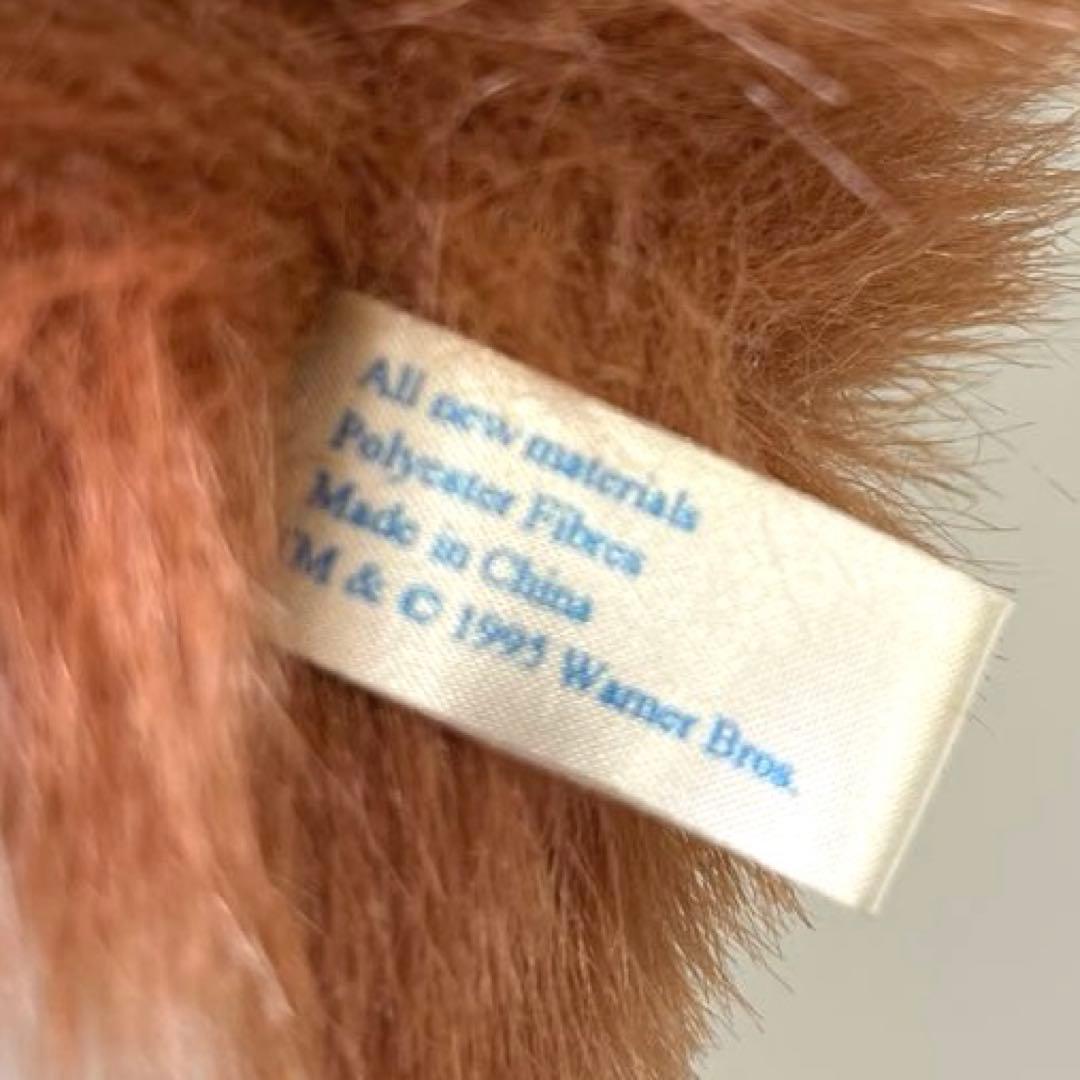 All new materials
Polyester Fibres
Made in China
TM & © 1995 Warner Bros.